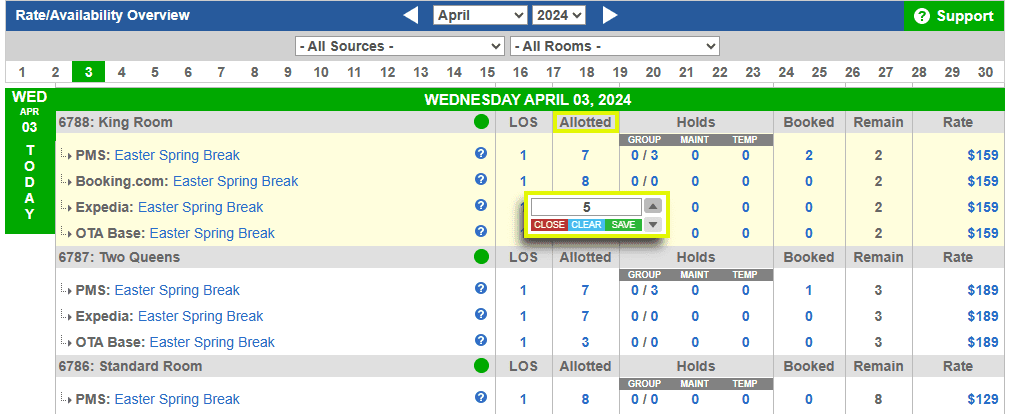 Rate/Availability Overview April 2024 ? Support
- All Sources - - All Rooms -
1 2 3 4 5 6 7 8 9 10 11 12 13 14 15 16 17 18 19 20 21 22 23 24 25 26 27 28 29 30
WED WEDNESDAY APRIL 03, 2024
APR
03
TODAY
6788: King Room LOS Allotted Holds Booked Remain Rate
GROUP MAINT TEMP
PMS: Easter Spring Break ? 1 7 0 / 3 0 0 2 2 $159
Booking.com: Easter Spring Break ? 1 8 0 / 0 0 0 0 2 $159
Expedia: Easter Spring Break ? 1 5 0 0 0 2 $159
CLOSE CLEAR SAVE
OTA Base: Easter Spring Break ? 1 0 0 0 2 $159
6787: Two Queens LOS Allotted Holds Booked Remain Rate
GROUP MAINT TEMP
PMS: Easter Spring Break ? 1 7 0 / 3 0 0 1 3 $189
Expedia: Easter Spring Break ? 1 7 0 / 0 0 0 0 3 $189
OTA Base: Easter Spring Break ? 1 3 0 / 0 0 0 0 3 $189
6786: Standard Room LOS Allotted Holds Booked Remain Rate
GROUP MAINT TEMP
PMS: Easter Spring Break ? 1 8 0 / 0 0 0 0 8 $129